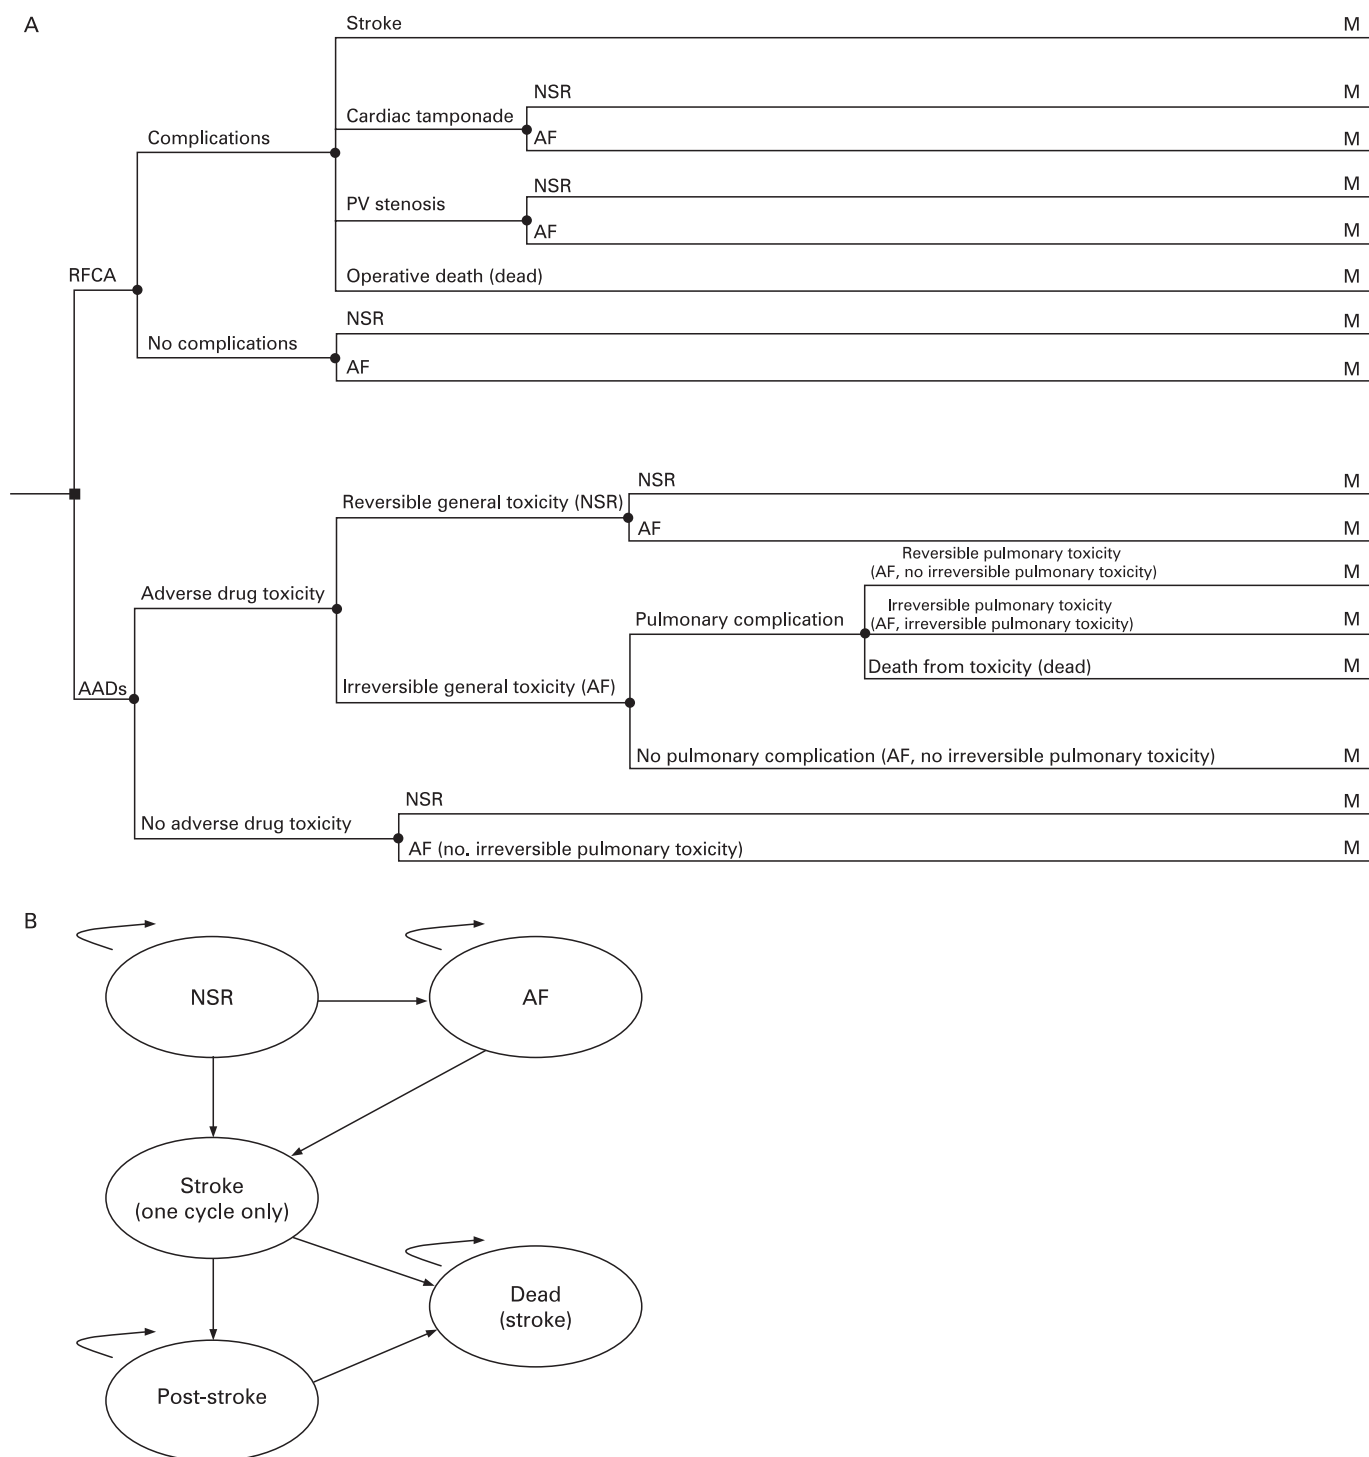 A
Stroke M
NSR M
Cardiac tamponade
AF M
Complications
NSR M
PV stenosis
AF M
RFCA
Operative death (dead) M
NSR M
No complications
AF M
NSR M
Reversible general toxicity (NSR)
AF M
Reversible pulmonary toxicity
(AF, no irreversible pulmonary toxicity) M
Adverse drug toxicity
Irreversible pulmonary toxicity
(AF, irreversible pulmonary toxicity) M
Pulmonary complication
Death from toxicity (dead) M
AADs
Irreversible general toxicity (AF)
No pulmonary complication (AF, no irreversible pulmonary toxicity) M
NSR M
No adverse drug toxicity
AF (no. irreversible pulmonary toxicity) M
B
NSR
AF
Stroke
(one cycle only)
Dead
(stroke)
Post-stroke